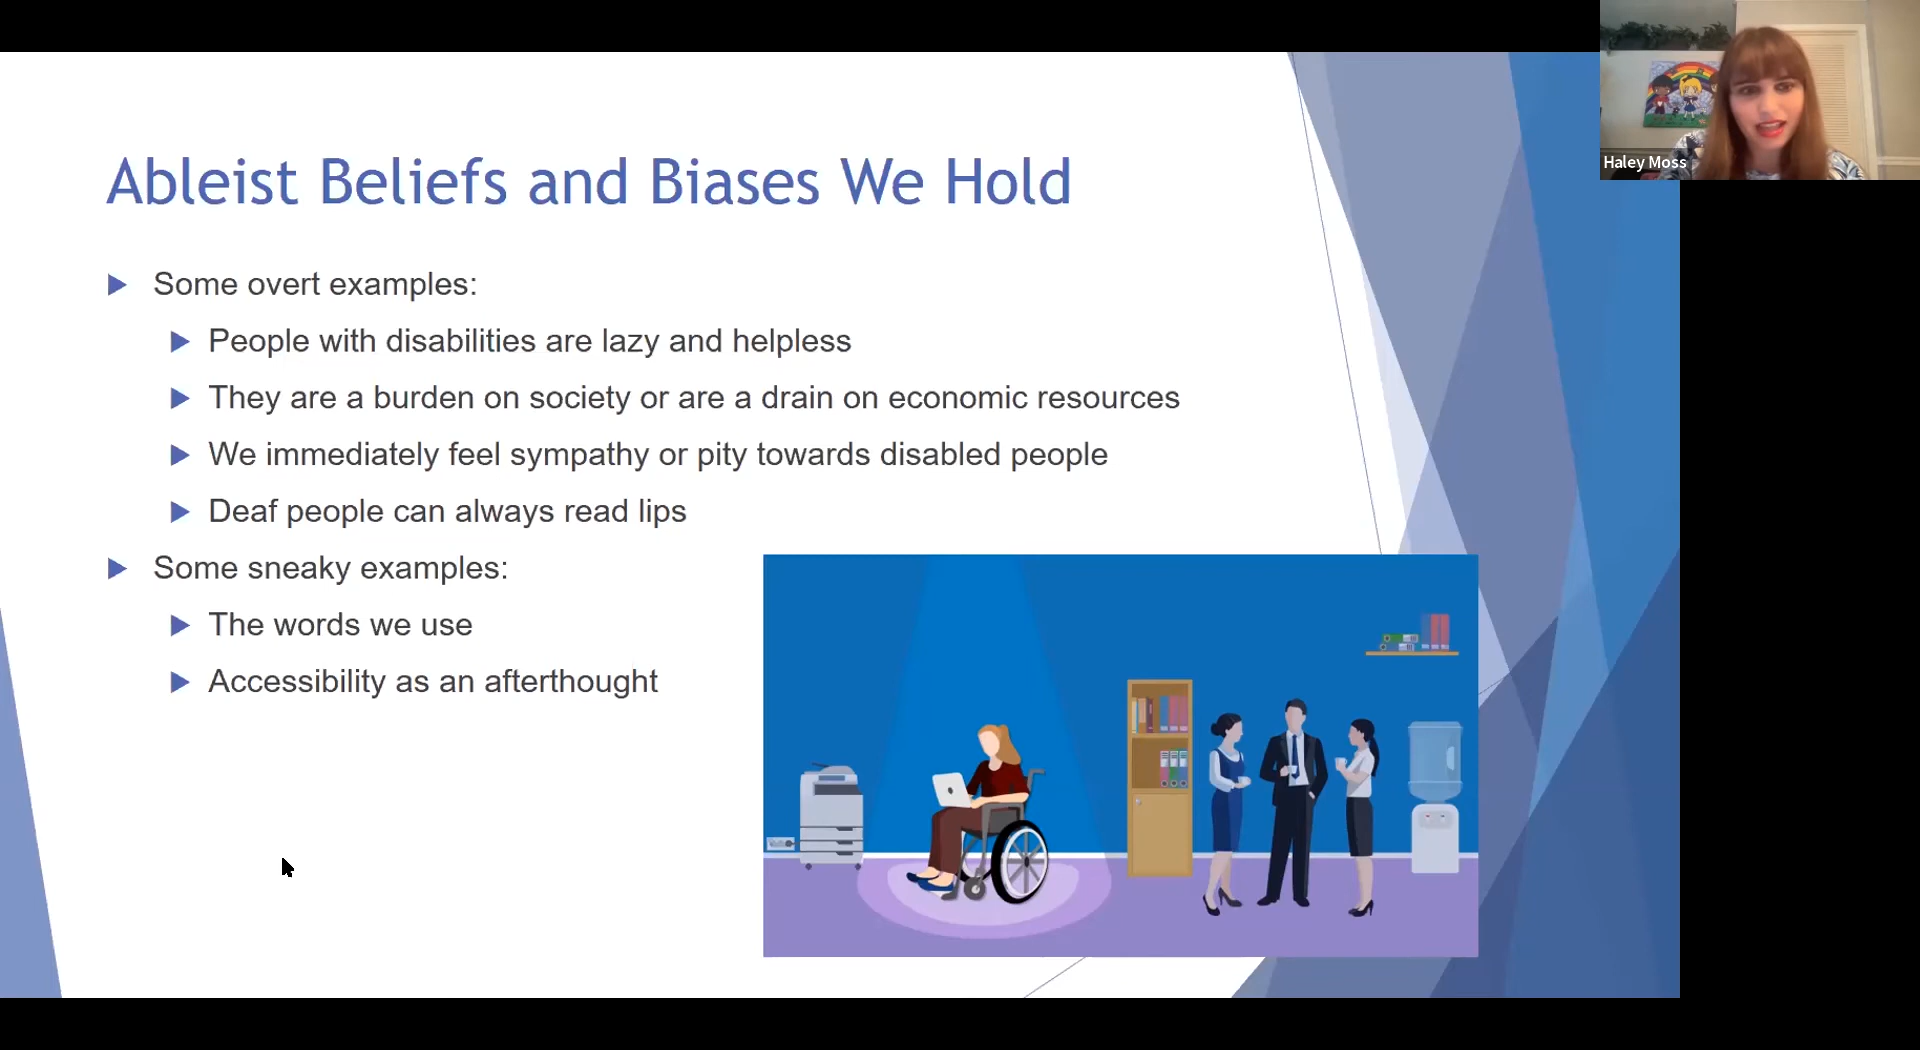 Ableist Beliefs and Biases We Hold
Some overt examples:
People with disabilities are lazy and helpless
They are a burden on society or are a drain on economic resources
We immediately feel sympathy or pity towards disabled people
Deaf people can always read lips
Some sneaky examples:
The words we use
Accessibility as an afterthought
Haley Moss